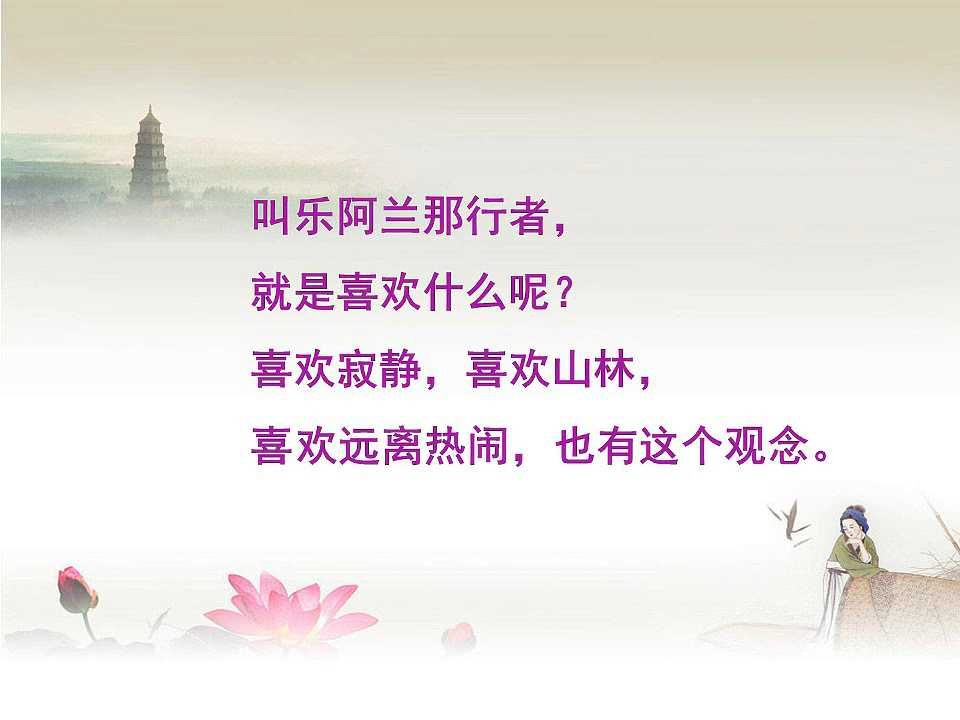 叫乐阿兰那行者，
就是喜欢什么呢？
喜欢寂静，喜欢山林，
喜欢远离热闹，也有这个观念。